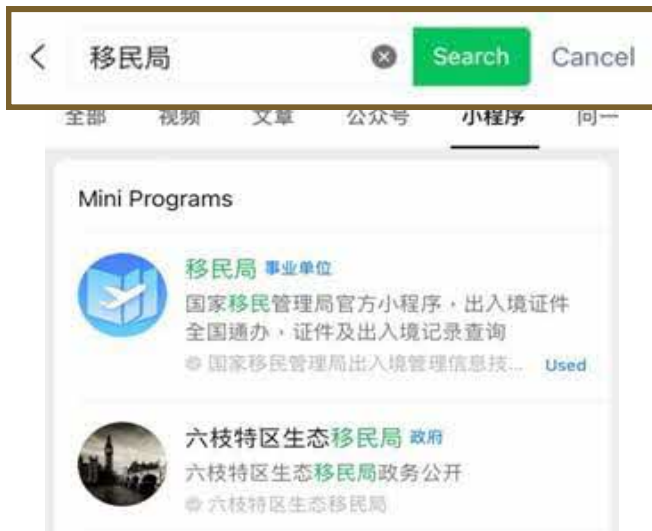 移民局 Search Cancel
全部 视频 文章 公众号 小程序 问一
Mini Programs
移民局 事业单位
国家移民管理局官方小程序，出入境证件
全国通办，证件及出入境记录查询
国家移民管理局出入境管理信息技... Used
六枝特区生态移民局 政府
六枝特区生态移民局政务公开
六枝特区生态移民局